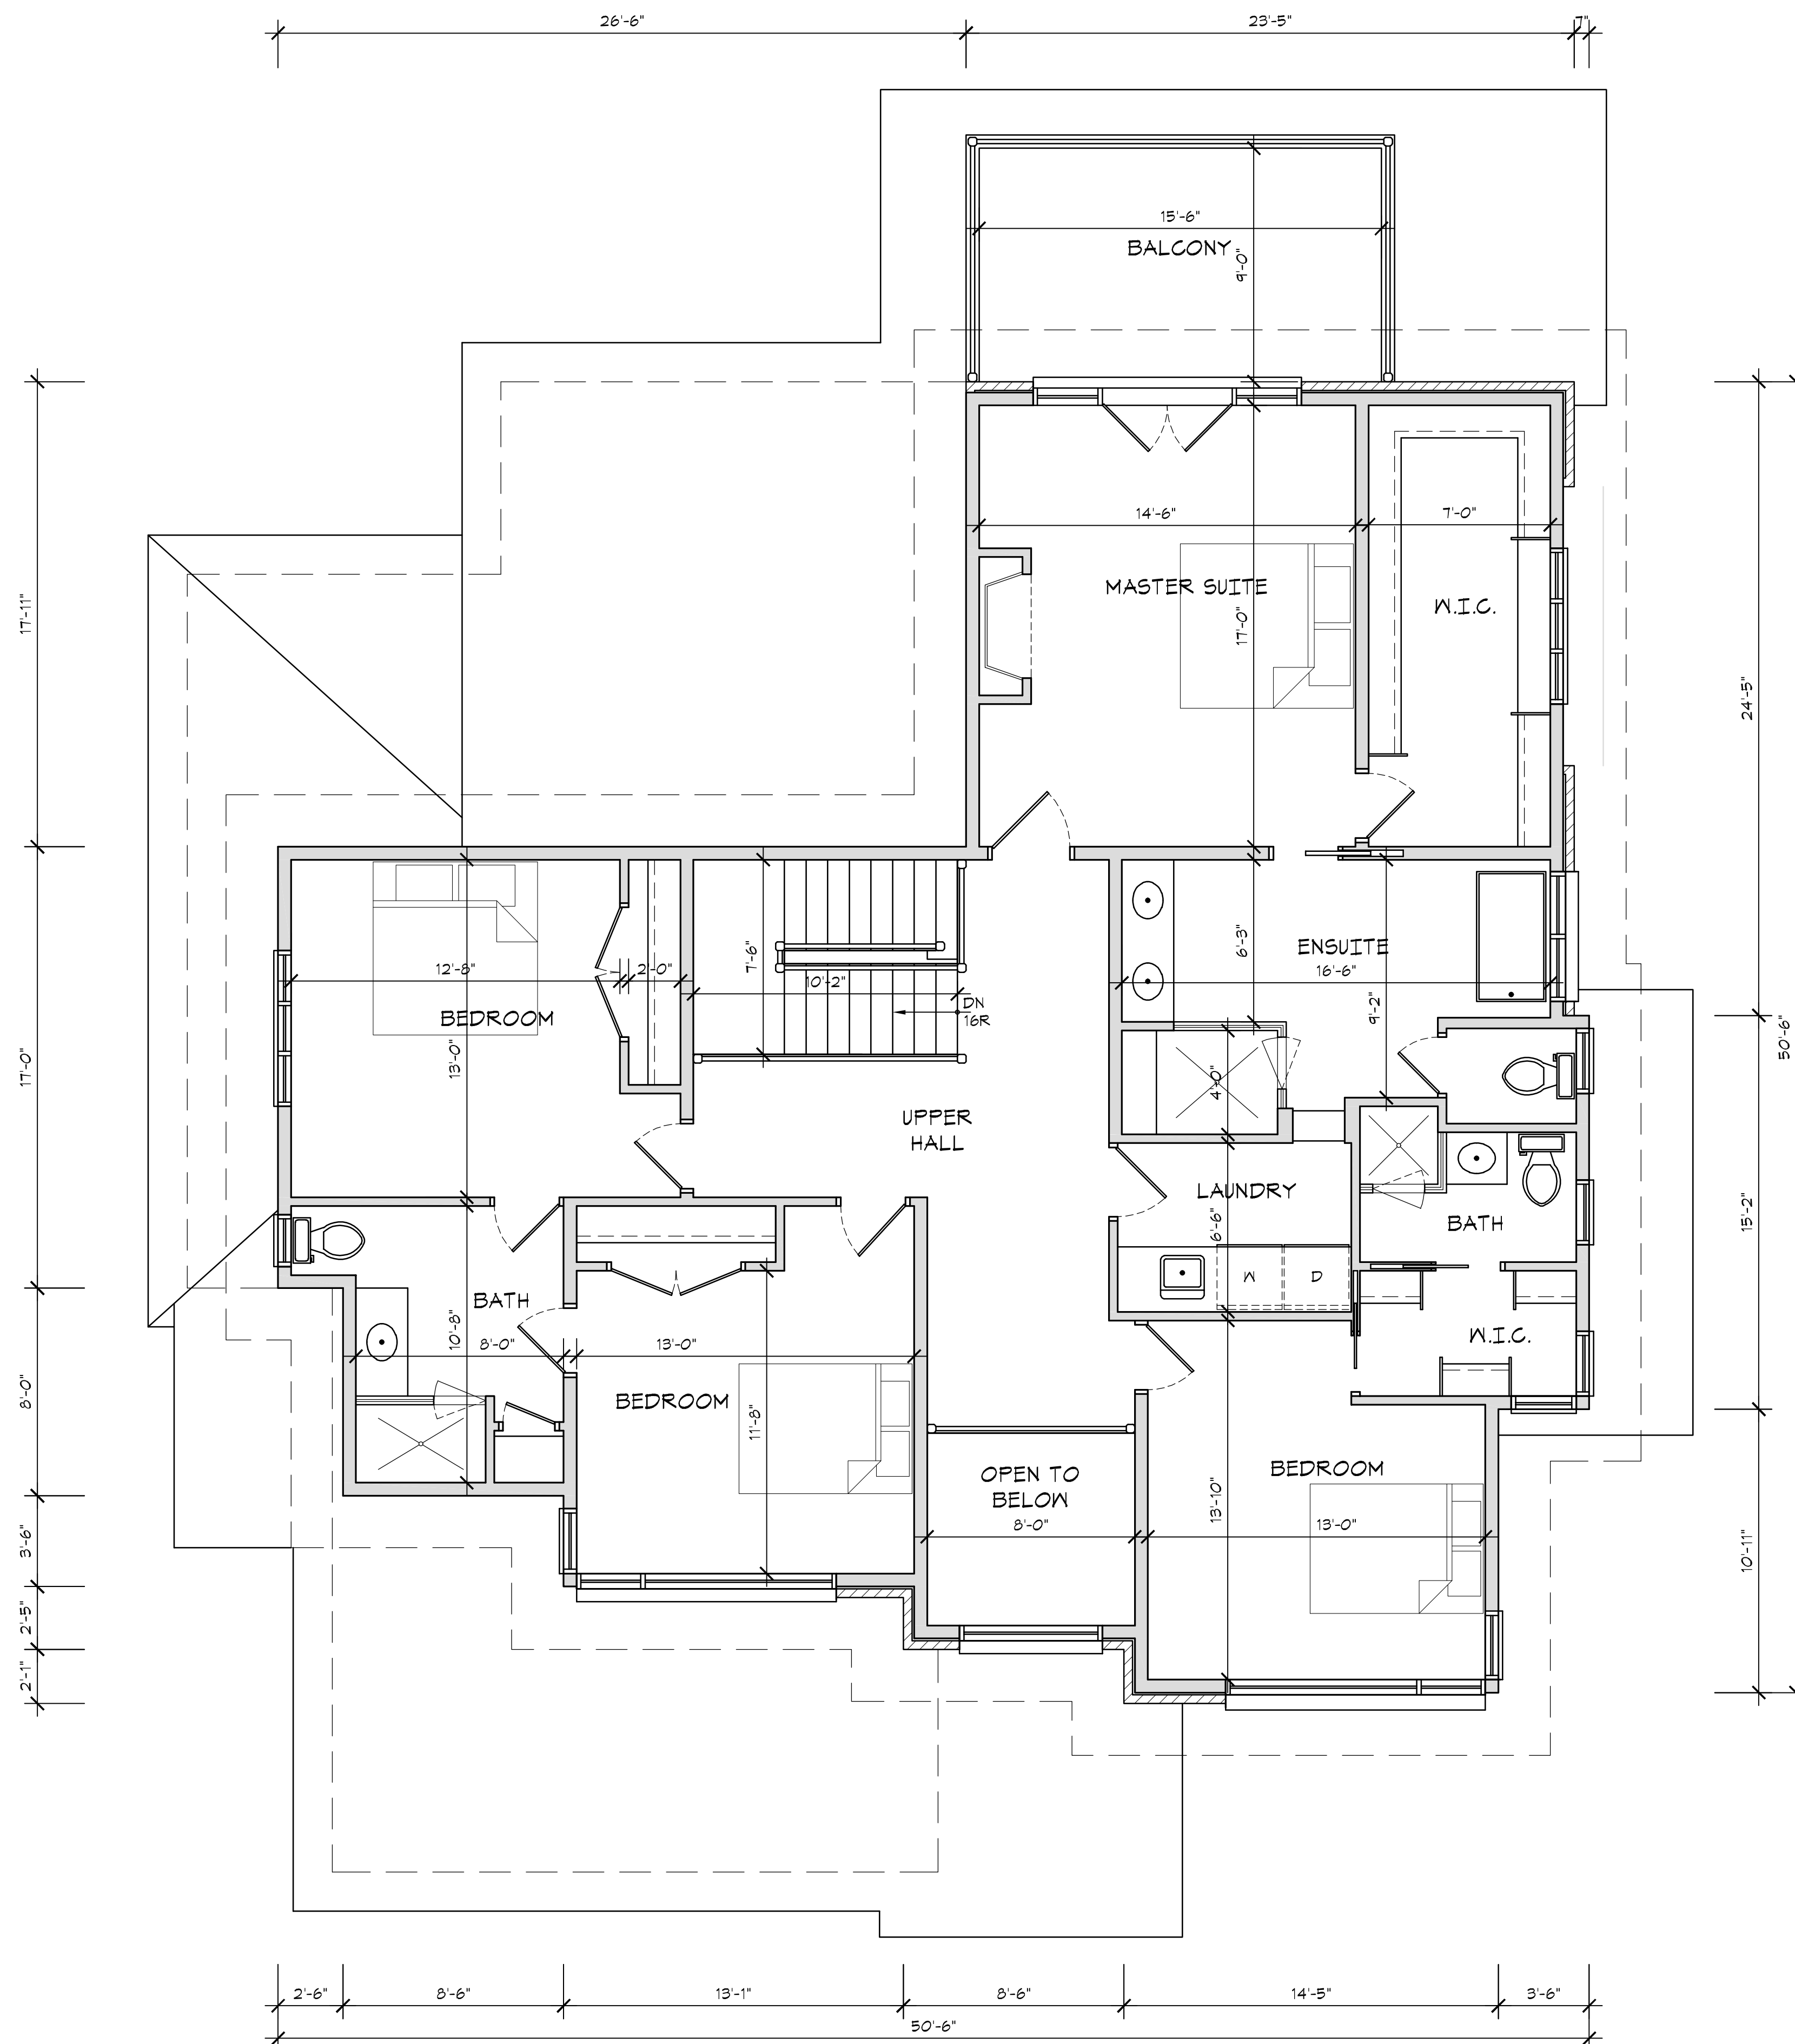 26'-6"
23'-5"
7"
15'-6"
BALCONY
9'-0"
14'-6"
7'-0"
MASTER SUITE
W.I.C.
17'-0"
17'-11"
24'-5"
12'-8"
2'-0"
7'-6"
10'-2"
DN
16R
BEDROOM
13'-0"
6'-3"
ENSUITE
16'-6"
9'-2"
4'-0"
17'-0"
50'-6"
UPPER
HALL
LAUNDRY
6'-6"
W
D
BATH
15'-2"
BATH
10'-8"
8'-0"
13'-0"
W.I.C.
8'-0"
BEDROOM
11'-8"
OPEN TO
BELOW
8'-0"
BEDROOM
13'-10"
13'-0"
3'-6"
10'-11"
2'-5"
2'-1"
2'-6"
8'-6"
13'-1"
8'-6"
14'-5"
3'-6"
50'-6"